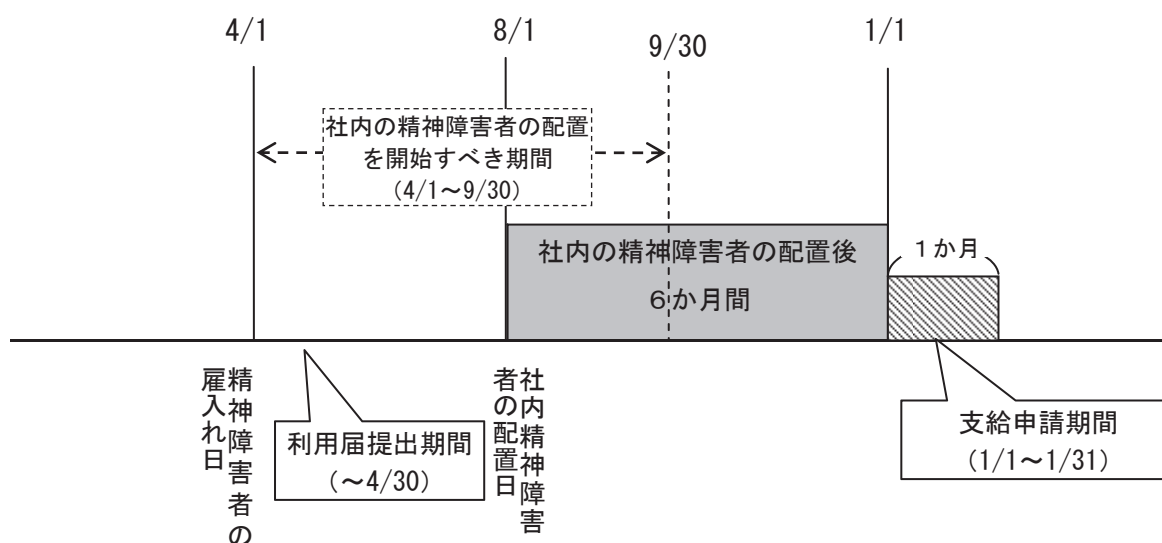 4/1
8/1
9/30
1/1
社内の精神障害者の配置
を開始すべき期間
(4/1～9/30)
社内の精神障害者の配置後
６か月間
１か月
精神障害者の
雇入れ日
利用届提出期間
(～4/30)
社内精神障害
者の配置日
支給申請期間
(1/1～1/31)